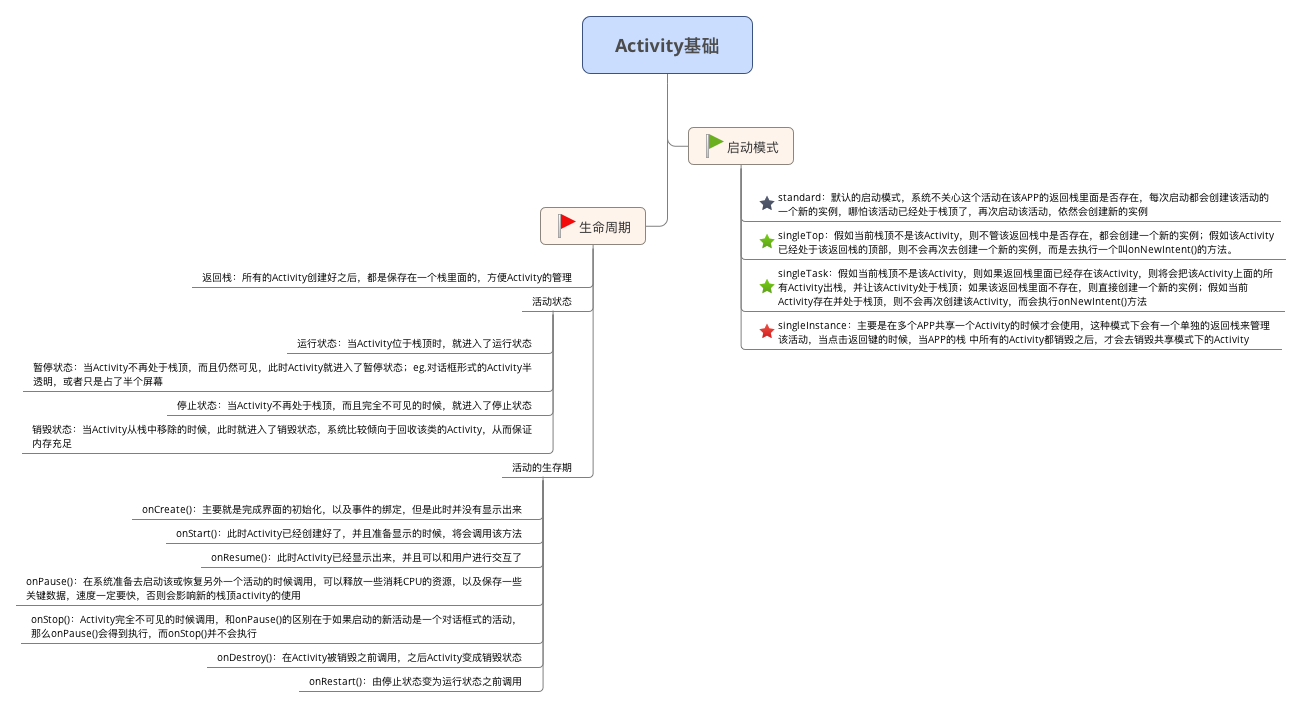 Activity基础
启动模式
standard：默认的启动模式，系统不关心这个活动在该APP的返回栈里面是否存在，每次启动都会创建该活动的
一个新的实例，哪怕该活动已经处于栈顶了，再次启动该活动，依然会创建新的实例
singleTop：假如当前栈顶不是该Activity，则不管该返回栈中是否存在，都会创建一个新的实例；假如该Activity
已经处于该返回栈的顶部，则不会再次去创建一个新的实例，而是去执行一个叫onNewIntent()的方法。
singleTask：假如当前栈顶不是该Activity，则如果返回栈里面已经存在该Activity，则将会把该Activity上面的所
有Activity出栈，并让该Activity处于栈顶；如果该返回栈里面不存在，则直接创建一个新的实例；假如当前
Activity存在并处于栈顶，则不会再次创建该Activity，而会执行onNewIntent()方法
singleInstance：主要是在多个APP共享一个Activity的时候才会使用，这种模式下会有一个单独的返回栈来管理
该活动，当点击返回键的时候，当APP的栈 中所有的Activity都销毁之后，才会去销毁共享模式下的Activity
生命周期
返回栈：所有的Activity创建好之后，都是保存在一个栈里面的，方便Activity的管理
活动状态
运行状态：当Activity位于栈顶时，就进入了运行状态
暂停状态：当Activity不再处于栈顶，而且仍然可见，此时Activity就进入了暂停状态；eg.对话框形式的Activity半
透明，或者只是占了半个屏幕
停止状态：当Activity不再处于栈顶，而且完全不可见的时候，就进入了停止状态
销毁状态：当Activity从栈中移除的时候，此时就进入了销毁状态，系统比较倾向于回收该类的Activity，从而保证
内存充足
活动的生存期
onCreate()：主要就是完成界面的初始化，以及事件的绑定，但是此时并没有显示出来
onStart()：此时Activity已经创建好了，并且准备显示的时候，将会调用该方法
onResume()：此时Activity已经显示出来，并且可以和用户进行交互了
onPause()：在系统准备去启动该或恢复另外一个活动的时候调用，可以释放一些消耗CPU的资源，以及保存一些
关键数据，速度一定要快，否则会影响新的栈顶activity的使用
onStop()：Activity完全不可见的时候调用，和onPause()的区别在于如果启动的新活动是一个对话框式的活动，
那么onPause()会得到执行，而onStop()并不会执行
onDestroy()：在Activity被销毁之前调用，之后Activity变成销毁状态
onRestart()：由停止状态变为运行状态之前调用